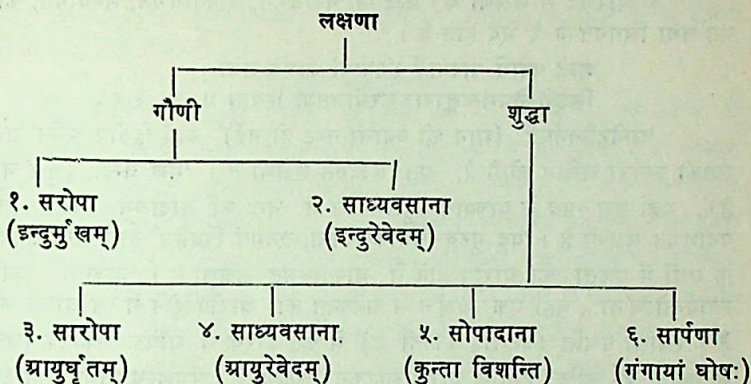 लक्षणा
गौणी शुद्धा
१. सरोपा २. साध्यवसाना
(इन्दुर्मुखम्) (इन्दुरेवेदम्)
३. सारोपा ४. साध्यवसाना ५. सोपादाना ६. सार्पणा
(आयुर्घृतम्) (आयुरेवेदम्) (कुन्ता विशन्ति) (गंगायां घोषः)